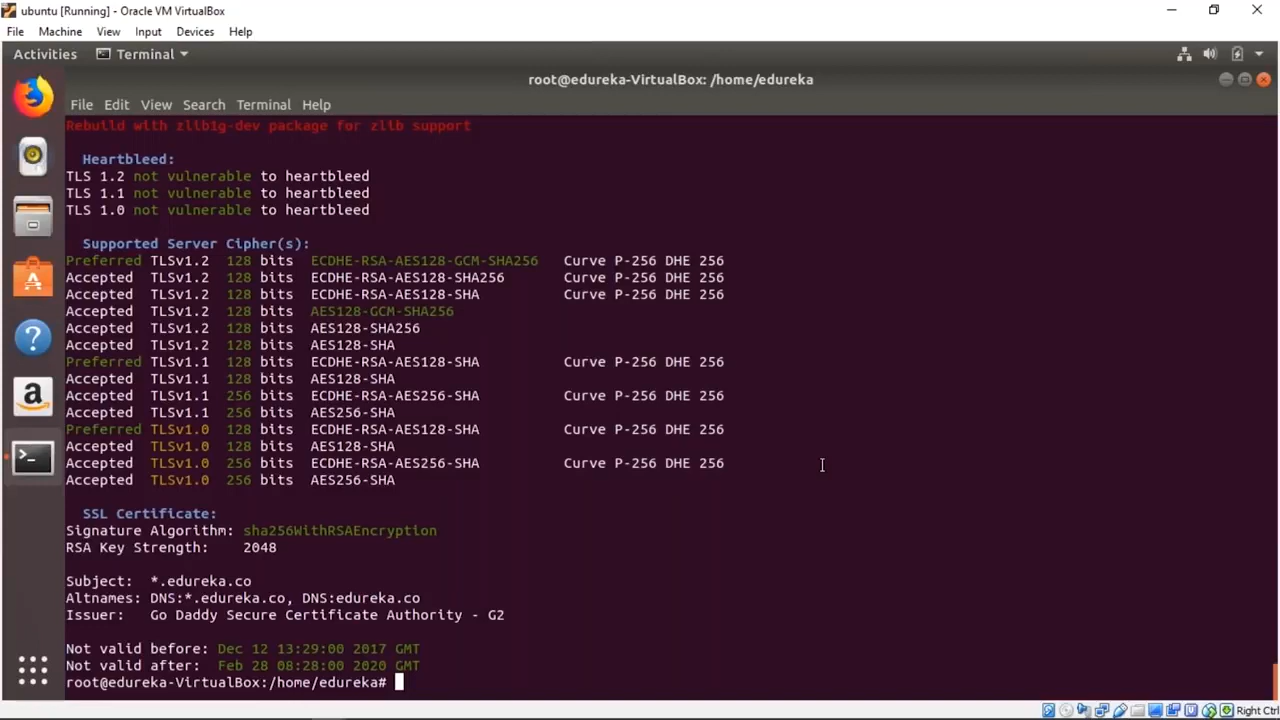 ubuntu [Running] - Oracle VM VirtualBox
File Machine View Input Devices Help
Activities Terminal
root@edureka-VirtualBox: /home/edureka
File Edit View Search Terminal Help
Rebuild with zlib1g-dev package for zlib support
Heartbleed:
TLS 1.2 not vulnerable to heartbleed
TLS 1.1 not vulnerable to heartbleed
TLS 1.0 not vulnerable to heartbleed
Supported Server Cipher(s):
Preferred TLSv1.2 128 bits ECDHE-RSA-AES128-GCM-SHA256 Curve P-256 DHE 256
Accepted TLSv1.2 128 bits ECDHE-RSA-AES128-SHA256 Curve P-256 DHE 256
Accepted TLSv1.2 128 bits ECDHE-RSA-AES128-SHA Curve P-256 DHE 256
Accepted TLSv1.2 128 bits AES128-GCM-SHA256
Accepted TLSv1.2 128 bits AES128-SHA256
Accepted TLSv1.2 128 bits AES128-SHA
Preferred TLSv1.1 128 bits ECDHE-RSA-AES128-SHA Curve P-256 DHE 256
Accepted TLSv1.1 128 bits AES128-SHA
Accepted TLSv1.1 256 bits ECDHE-RSA-AES256-SHA Curve P-256 DHE 256
Accepted TLSv1.1 256 bits AES256-SHA
Preferred TLSv1.0 128 bits ECDHE-RSA-AES128-SHA Curve P-256 DHE 256
Accepted TLSv1.0 128 bits AES128-SHA
Accepted TLSv1.0 256 bits ECDHE-RSA-AES256-SHA Curve P-256 DHE 256
Accepted TLSv1.0 256 bits AES256-SHA
SSL Certificate:
Signature Algorithm: sha256WithRSAEncryption
RSA Key Strength: 2048
Subject: *.edureka.co
Altnames: DNS:*.edureka.co, DNS:edureka.co
Issuer: Go Daddy Secure Certificate Authority - G2
Not valid before: Dec 12 13:29:00 2017 GMT
Not valid after: Feb 28 08:28:00 2020 GMT
root@edureka-VirtualBox:/home/edureka#
Right Ctrl